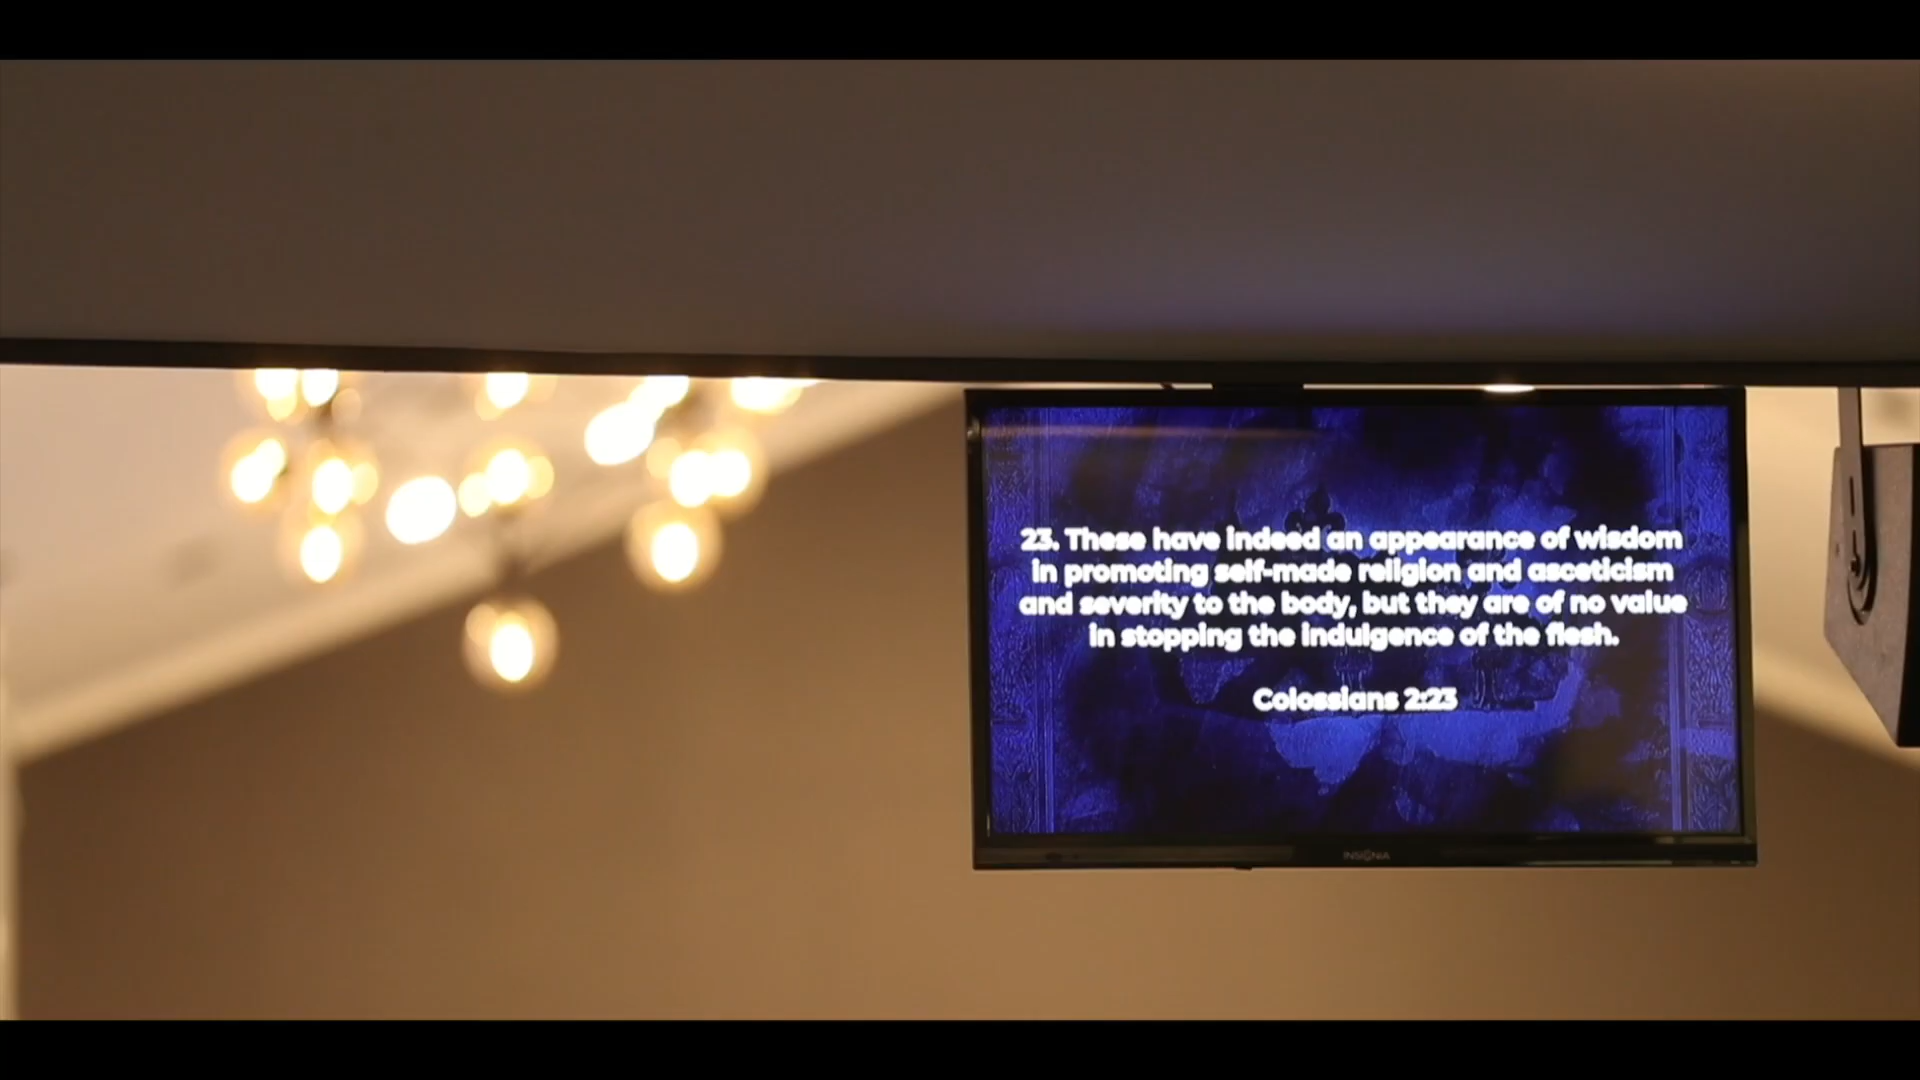 23. These have indeed an appearance of wisdom
in promoting self-made religion and asceticism
and severity to the body, but they are of no value
in stopping the indulgence of the flesh.
Colossians 2:23
INSIGNIA